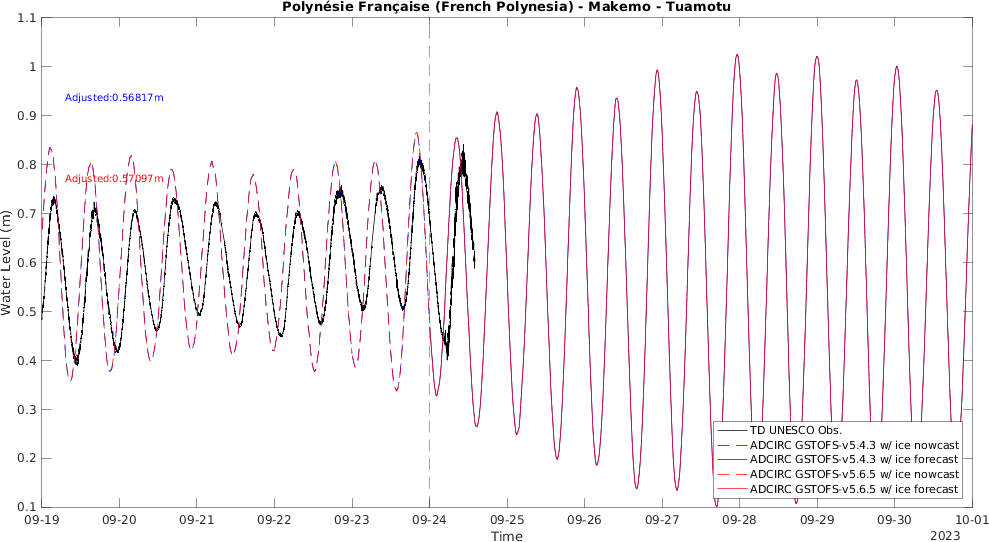 Polynésie Française (French Polynesia) - Makemo - Tuamotu
1.1
1
0.9
0.8
0.7
0.6
0.5
0.4
0.3
0.2
0.1
Water Level (m)
Adjusted:0.56817m
Adjusted:0.57097m
TD UNESCO Obs.
ADCIRC GSTOFS-v5.4.3 w/ ice nowcast
ADCIRC GSTOFS-v5.4.3 w/ ice forecast
ADCIRC GSTOFS-v5.6.5 w/ ice nowcast
ADCIRC GSTOFS-v5.6.5 w/ ice forecast
09-19 09-20 09-21 09-22 09-23 09-24 09-25 09-26 09-27 09-28 09-29 09-30 10-01
Time
2023